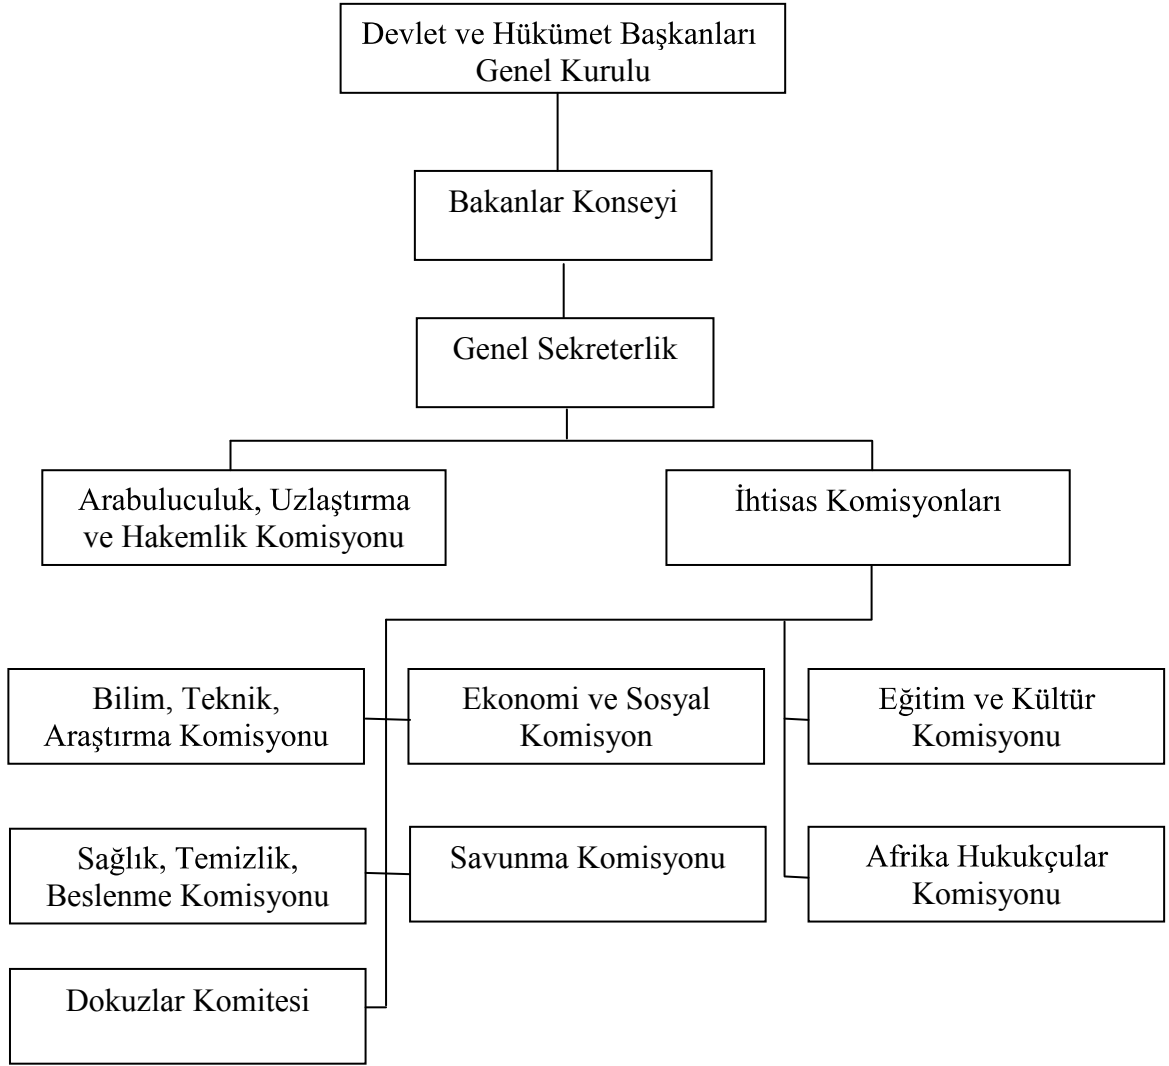 Devlet ve Hükümet Başkanları
Genel Kurulu
Bakanlar Konseyi
Genel Sekreterlik
Arabuluculuk, Uzlaştırma
ve Hakemlik Komisyonu
İhtisas Komisyonları
Bilim, Teknik,
Araştırma Komisyonu
Ekonomi ve Sosyal
Komisyon
Eğitim ve Kültür
Komisyonu
Sağlık, Temizlik,
Beslenme Komisyonu
Savunma Komisyonu
Afrika Hukukçular
Komisyonu
Dokuzlar Komitesi